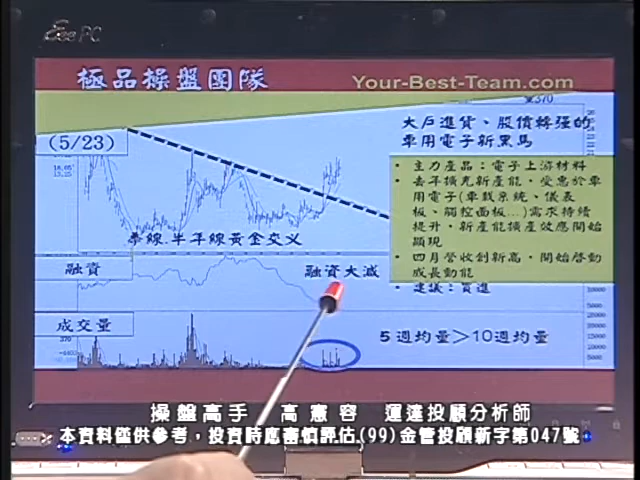 Eee PC
極品操盤團隊
Your-Best-Team.com
(5/23)
大戶進貨、股價轉強的
車用電子新黑馬
• 主力產品：電子上游材料
• 去年擴充新產能，受惠於車
用電子(車載系統、儀表
板、觸控面板...)需求持續
提升，新產能擴產效應開始
顯現
• 四月營收創新高，開始啓動
成長動能
• 建議：買進
季線.半年線黃金交叉
融資
融資大減
成交量
5週均量＞10週均量
操盤高手 高憲容 運達投顧分析師
本資料僅供參考，投資時應審慎評估(99)金管投顧新字第047號